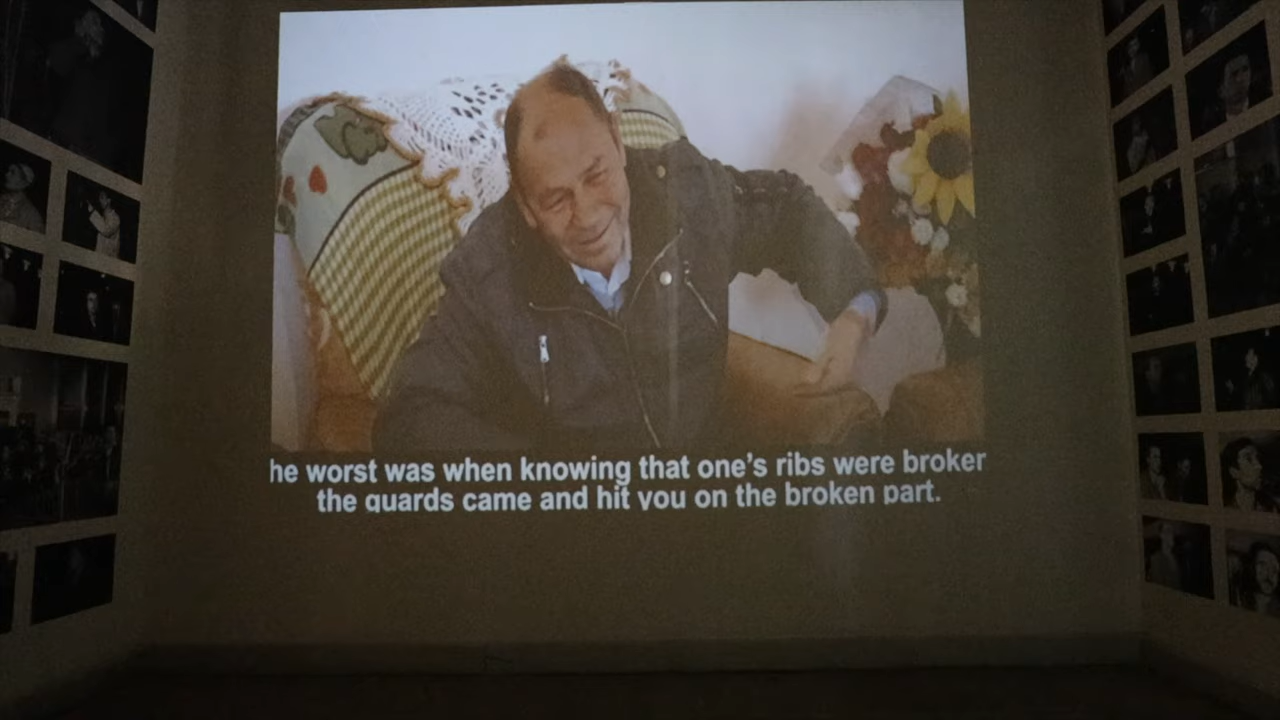 he worst was when knowing that one's ribs were broker
the guards came and hit you on the broken part.